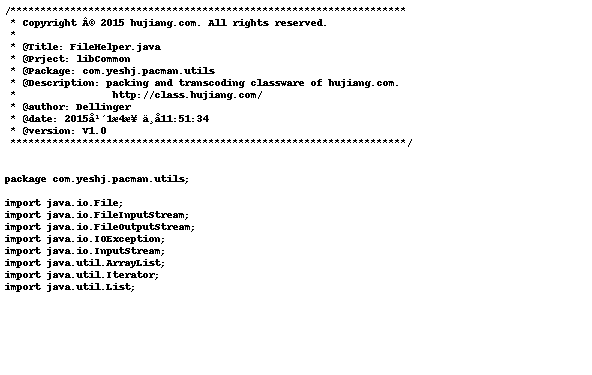 /******************************************************************
 * Copyright Â© 2015 hujiang.com. All rights reserved.
 *
 * @Title: FileHelper.java
 * @Prject: libCommon
 * @Package: com.yeshj.pacman.utils
 * @Description: packing and transcoding classware of hujiang.com.
 *                http://class.hujiang.com/
 * @author: Dellinger
 * @date: 2015å¹´1æ4æ¥ ä¸å11:51:34
 * @version: V1.0
 ******************************************************************/
package com.yeshj.pacman.utils;
import java.io.File;
import java.io.FileInputStream;
import java.io.FileOutputStream;
import java.io.IOException;
import java.io.InputStream;
import java.util.ArrayList;
import java.util.Iterator;
import java.util.List;